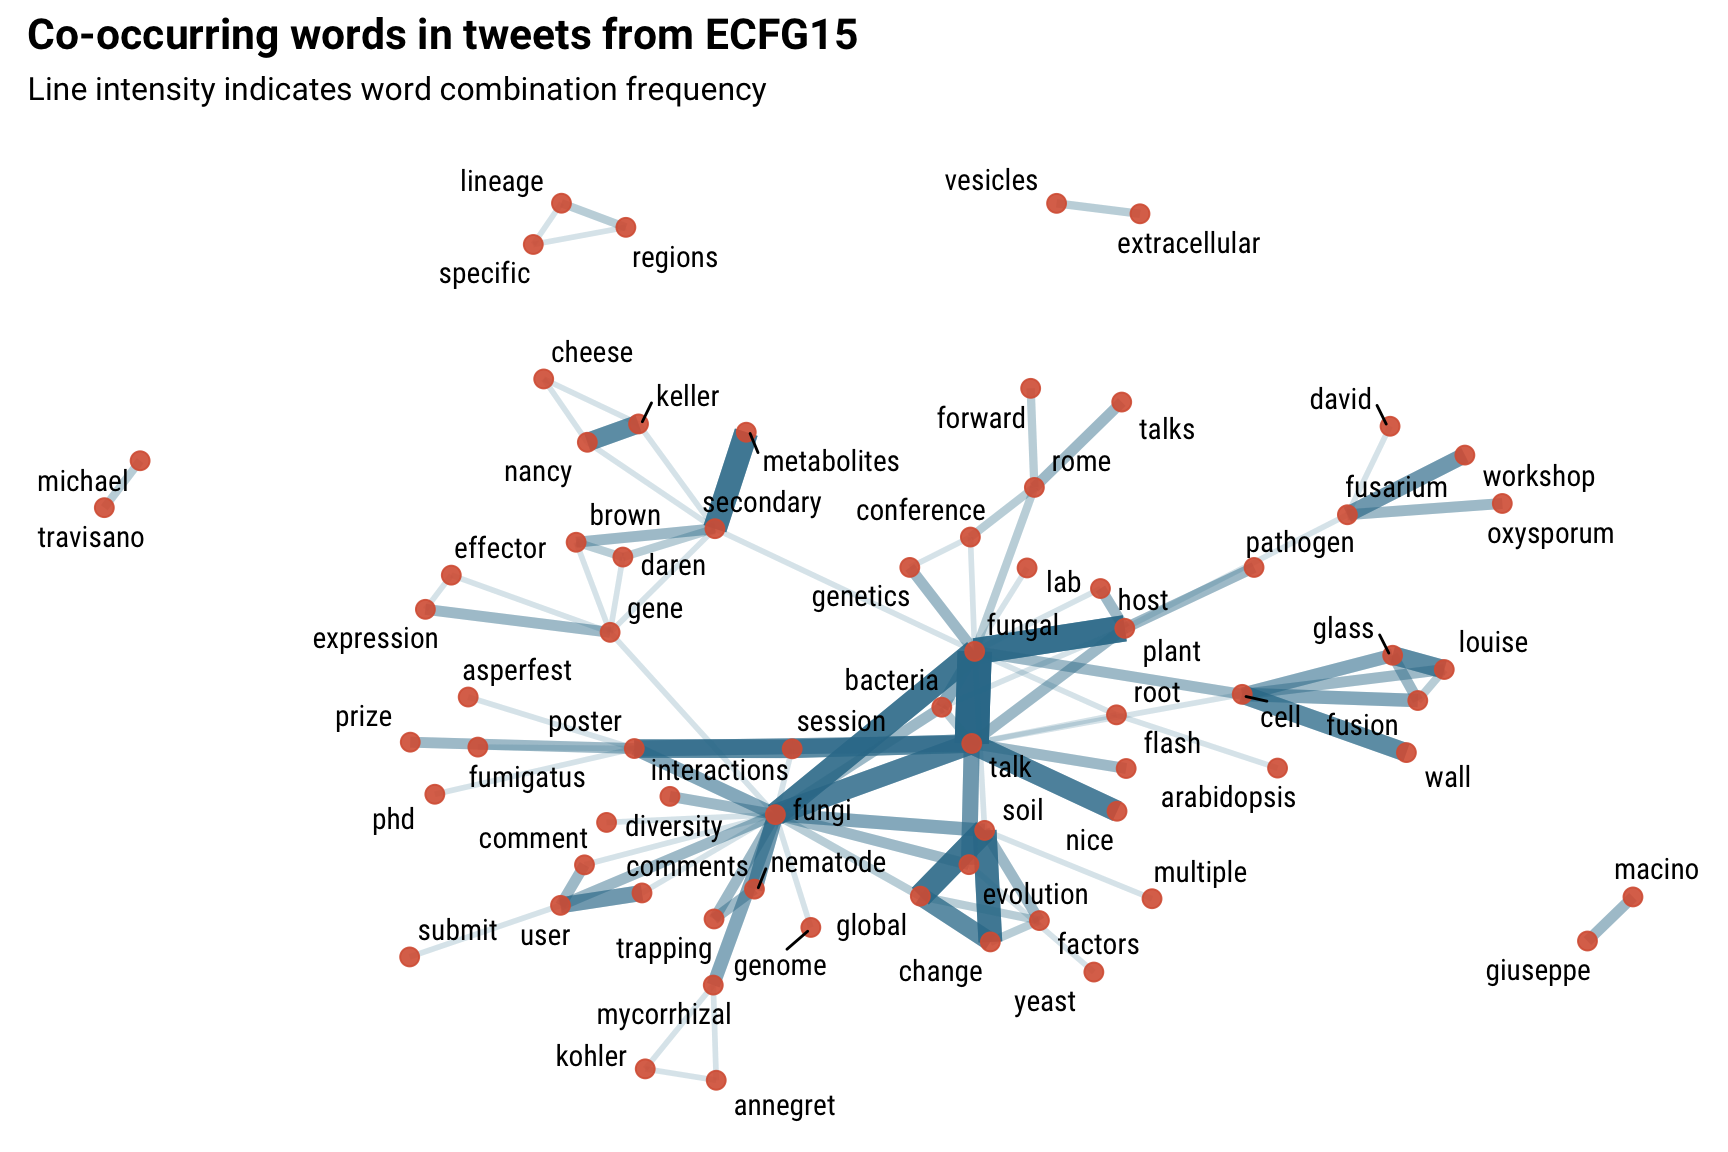 Co-occurring words in tweets from ECFG15
Line intensity indicates word combination frequency
lineage
vesicles
extracellular
regions
specific
cheese
keller
david
forward
talks
metabolites
rome
nancy
workshop
michael
fusarium
secondary
conference
brown
travisano
oxysporum
effector
pathogen
daren
lab
genetics
host
gene
fungal
glass
louise
expression
plant
asperfest
bacteria
root
prize
poster
session
cell
fusion
flash
interactions
talk
fumigatus
wall
arabidopsis
fungi
soil
phd
diversity
comment
nice
comments
nematode
multiple
macino
evolution
submit
user
global
trapping
factors
genome
change
giuseppe
yeast
mycorrhizal
kohler
annegret